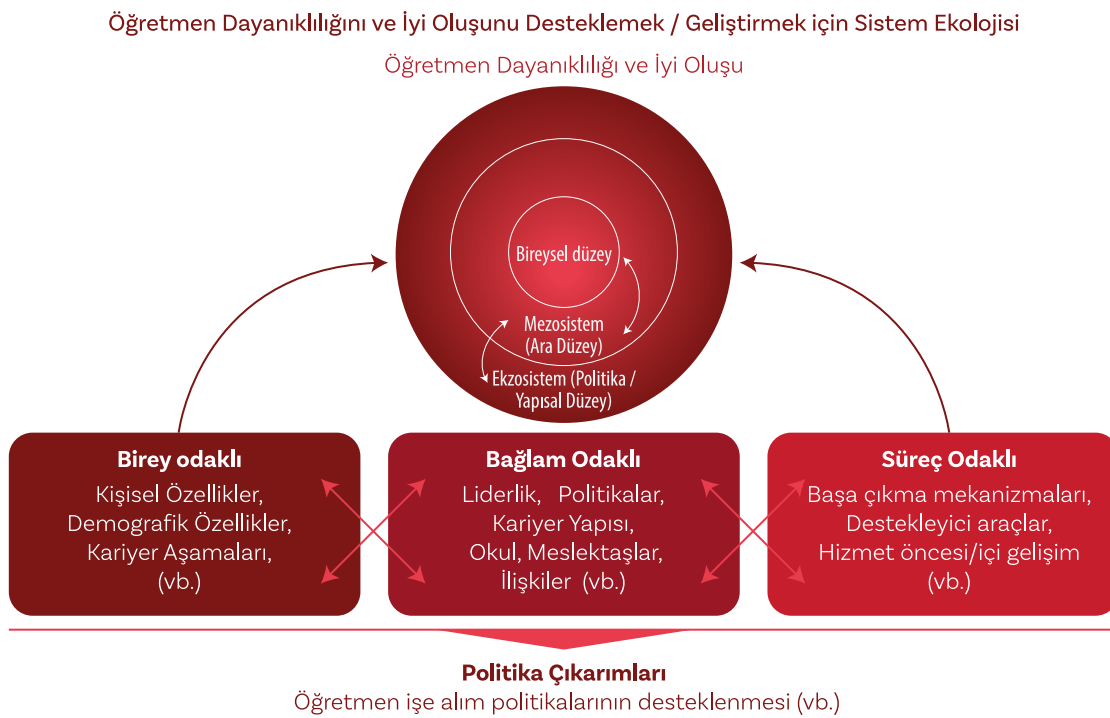 Öğretmen Dayanıklılığını ve İyi Oluşunu Desteklemek / Geliştirmek için Sistem Ekolojisi
Öğretmen Dayanıklılığı ve İyi Oluşu
Bireysel düzey
Mezosistem
(Ara Düzey)
Ekzosistem (Politika /
Yapısal Düzey)
Birey odaklı
Kişisel Özellikler,
Demografik Özellikler,
Kariyer Aşamaları,
(vb.)
Bağlam Odaklı
Liderlik, Politikalar,
Kariyer Yapısı,
Okul, Meslektaşlar,
İlişkiler (vb.)
Süreç Odaklı
Başa çıkma mekanizmaları,
Destekleyici araçlar,
Hizmet öncesi/içi gelişim
(vb.)
Politika Çıkarımları
Öğretmen işe alım politikalarının desteklenmesi (vb.)